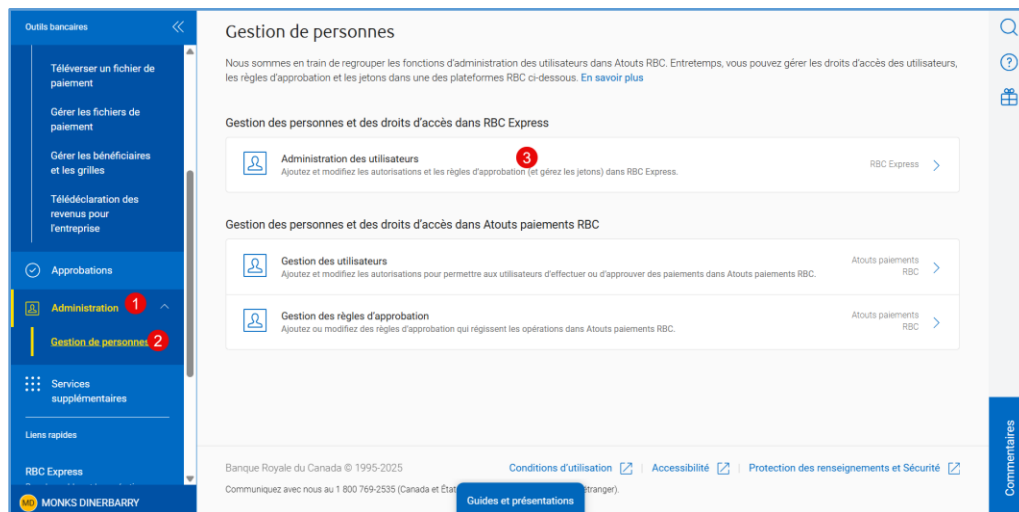 Outils bancaires
Téléverser un fichier de
paiement
Gérer les fichiers de
paiement
Gérer les bénéficiaires
et les grilles
Télédéclaration des
revenus pour
l'entreprise
Approbations
Administration 1
Gestion de personnes 2
Services
supplémentaires
Liens rapides
RBC Express
MD MONKS DINERBARRY
Gestion de personnes
Nous sommes en train de regrouper les fonctions d'administration des utilisateurs dans Atouts RBC. Entretemps, vous pouvez gérer les droits d'accès des utilisateurs,
les règles d'approbation et les jetons dans une des plateformes RBC ci-dessous. En savoir plus
Gestion des personnes et des droits d'accès dans RBC Express
Administration des utilisateurs 3
Ajoutez et modifiez les autorisations et les règles d'approbation (et gérez les jetons) dans RBC Express.
RBC Express
Gestion des personnes et des droits d'accès dans Atouts paiements RBC
Gestion des utilisateurs
Ajoutez et modifiez les autorisations pour permettre aux utilisateurs d'effectuer ou d'approuver des paiements dans Atouts paiements RBC.
Atouts paiements
RBC
Gestion des règles d'approbation
Ajoutez ou modifiez des règles d'approbation qui régissent les opérations dans Atouts paiements RBC.
Atouts paiements
RBC
Banque Royale du Canada © 1995-2025
Conditions d'utilisation | Accessibilité | Protection des renseignements et Sécurité
Communiquez avec nous au 1 800 769-2535 (Canada et État étranger).
Guides et présentations
Commentaires